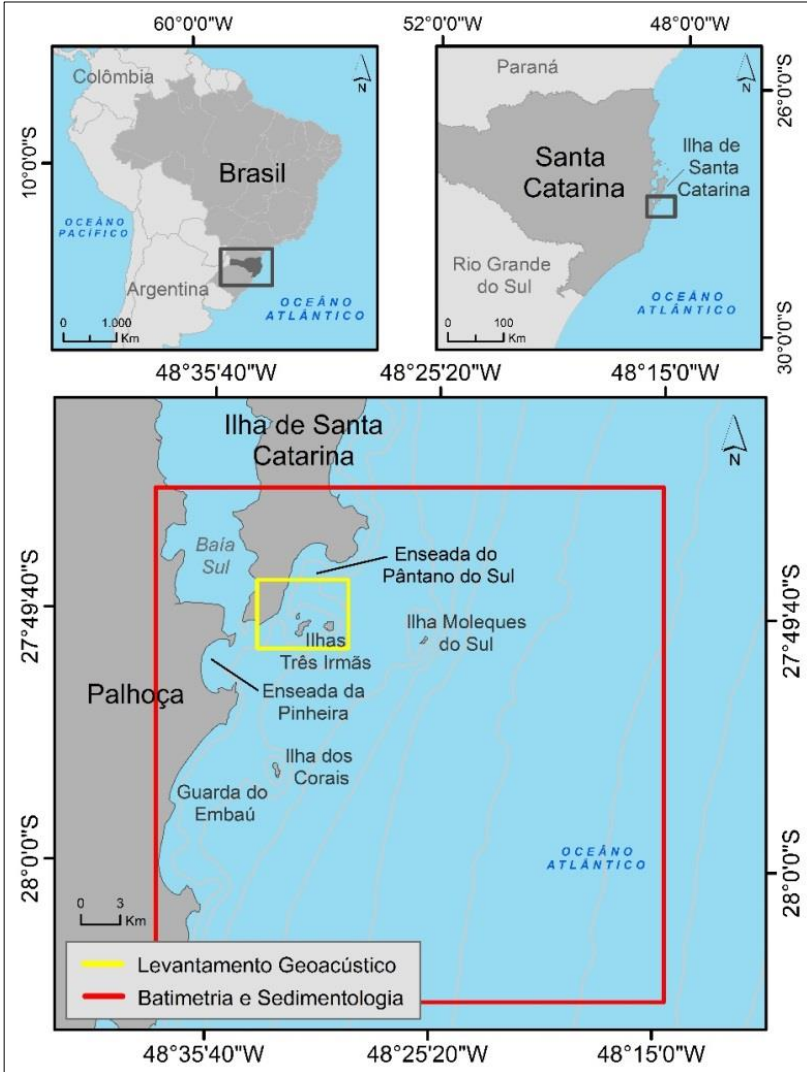 60°0'0"W
52°0'0"W
48°0'0"W
Colômbia
N
10°0'0"S
Brasil
OCEÂNO
PACÍFICO
Argentina
OCEÂNO
ATLÂNTICO
0
1.000
Km
Paraná
N
26°0'0"S
Santa
Catarina
Ilha de
Santa
Catarina
Rio Grande
do Sul
OCEÂNO
ATLÂNTICO
0
100
Km
30°0'0"S
48°35'40"W
48°25'20"W
48°15'0"W
Ilha de Santa
Catarina
N
Baía
Sul
Enseada do
Pântano do Sul
27°49'40"S
27°49'40"S
Ilha Moleques
do Sul
Ilhas
Três Irmãs
Palhoça
Enseada da
Pinheira
Ilha dos
Corais
Guarda do
Embaú
OCEÂNO
ATLÂNTICO
28°0'0"S
28°0'0"S
0
3
Km
Levantamento Geoacústico
Batimetria e Sedimentologia
48°35'40"W
48°25'20"W
48°15'0"W